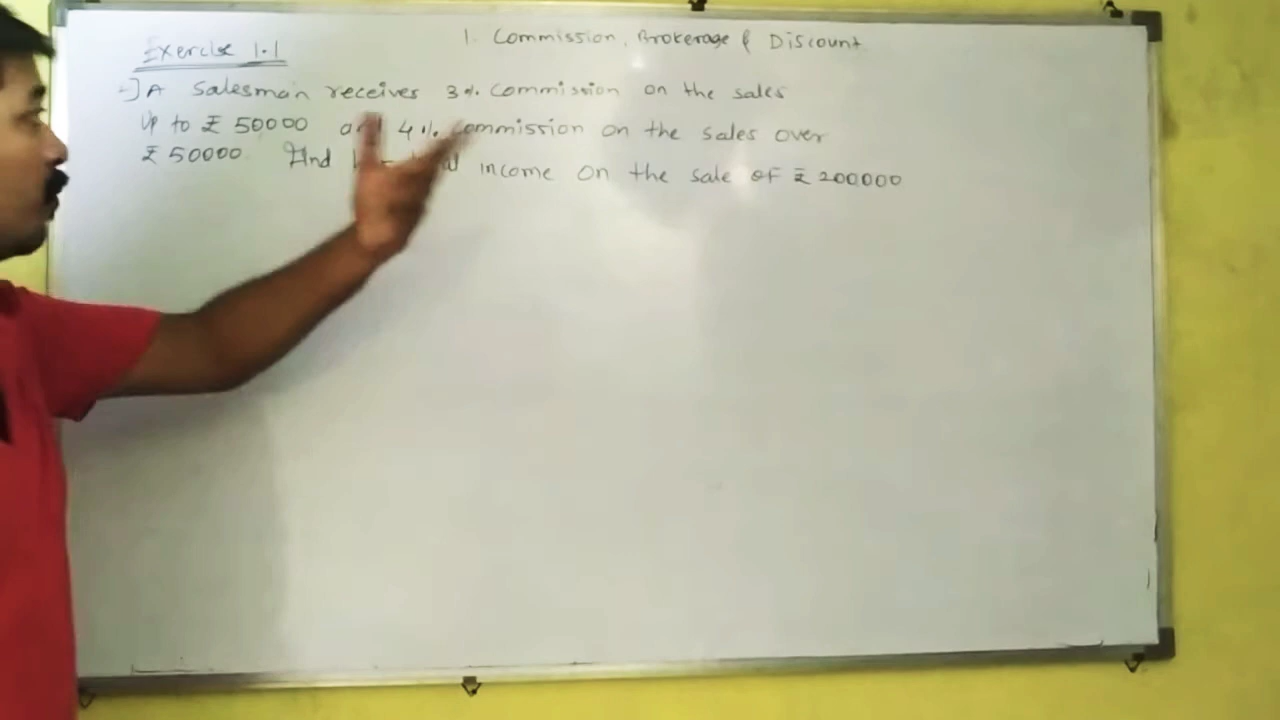 1. Commission, Brokerage & Discount
Exercise 1.1
A Salesman receives 3% Commission on the sales
Up to ₹ 50000 and 4% Commission on the sales over
₹ 50000 Find income on the sale of ₹ 200000